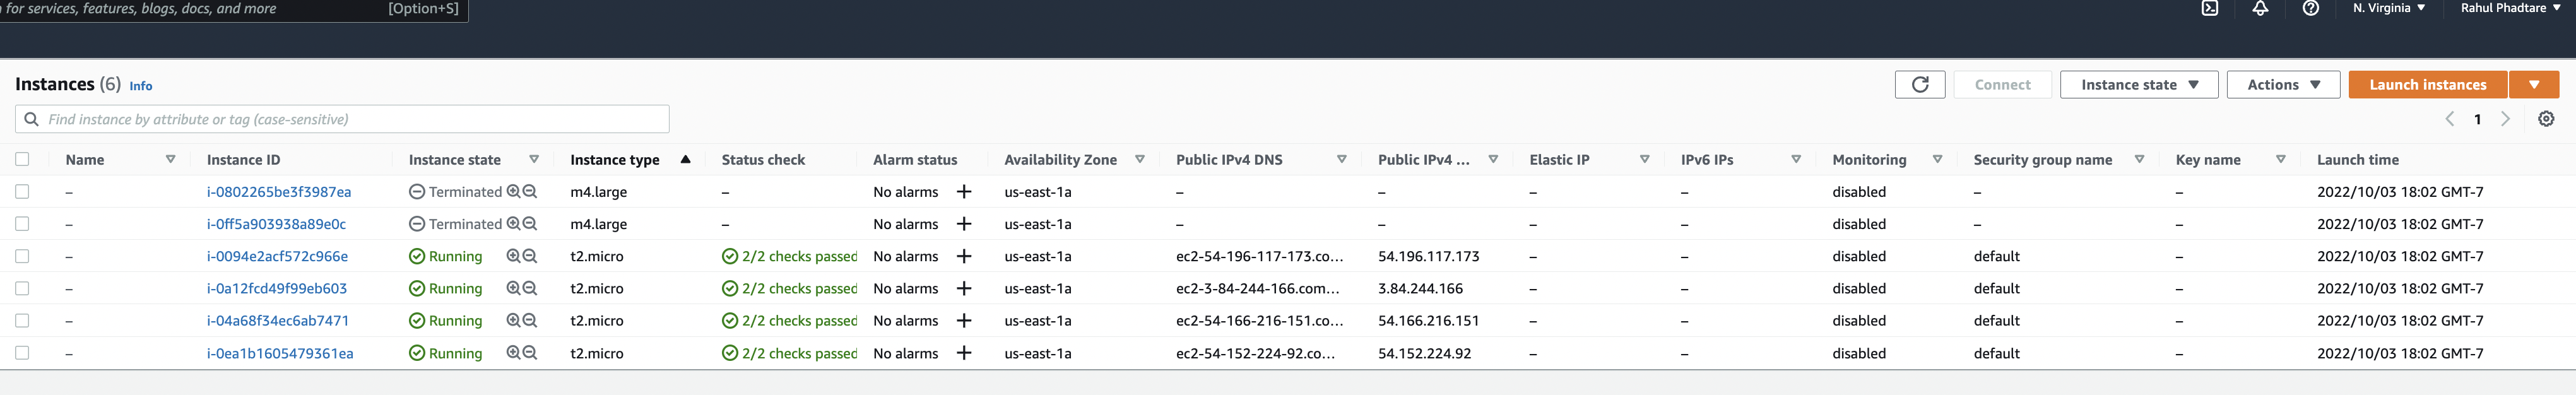 for services, features, blogs, docs, and more [Option+S] N. Virginia Rahul Phadtare
Instances (6) Info Connect Instance state Actions Launch instances
Find instance by attribute or tag (case-sensitive) 1
Name Instance ID Instance state Instance type Status check Alarm status Availability Zone Public IPv4 DNS Public IPv4 ... Elastic IP IPv6 IPs Monitoring Security group name Key name Launch time
– i-0802265be3f3987ea Terminated m4.large – No alarms + us-east-1a – – – – disabled – – 2022/10/03 18:02 GMT-7
– i-0ff5a903938a89e0c Terminated m4.large – No alarms + us-east-1a – – – – disabled – – 2022/10/03 18:02 GMT-7
– i-0094e2acf572c966e Running t2.micro 2/2 checks passed No alarms + us-east-1a ec2-54-196-117-173.co... 54.196.117.173 – – disabled default – 2022/10/03 18:02 GMT-7
– i-0a12fcd49f99eb603 Running t2.micro 2/2 checks passed No alarms + us-east-1a ec2-3-84-244-166.com... 3.84.244.166 – – disabled default – 2022/10/03 18:02 GMT-7
– i-04a68f34ec6ab7471 Running t2.micro 2/2 checks passed No alarms + us-east-1a ec2-54-166-216-151.co... 54.166.216.151 – – disabled default – 2022/10/03 18:02 GMT-7
– i-0ea1b1605479361ea Running t2.micro 2/2 checks passed No alarms + us-east-1a ec2-54-152-224-92.co... 54.152.224.92 – – disabled default – 2022/10/03 18:02 GMT-7